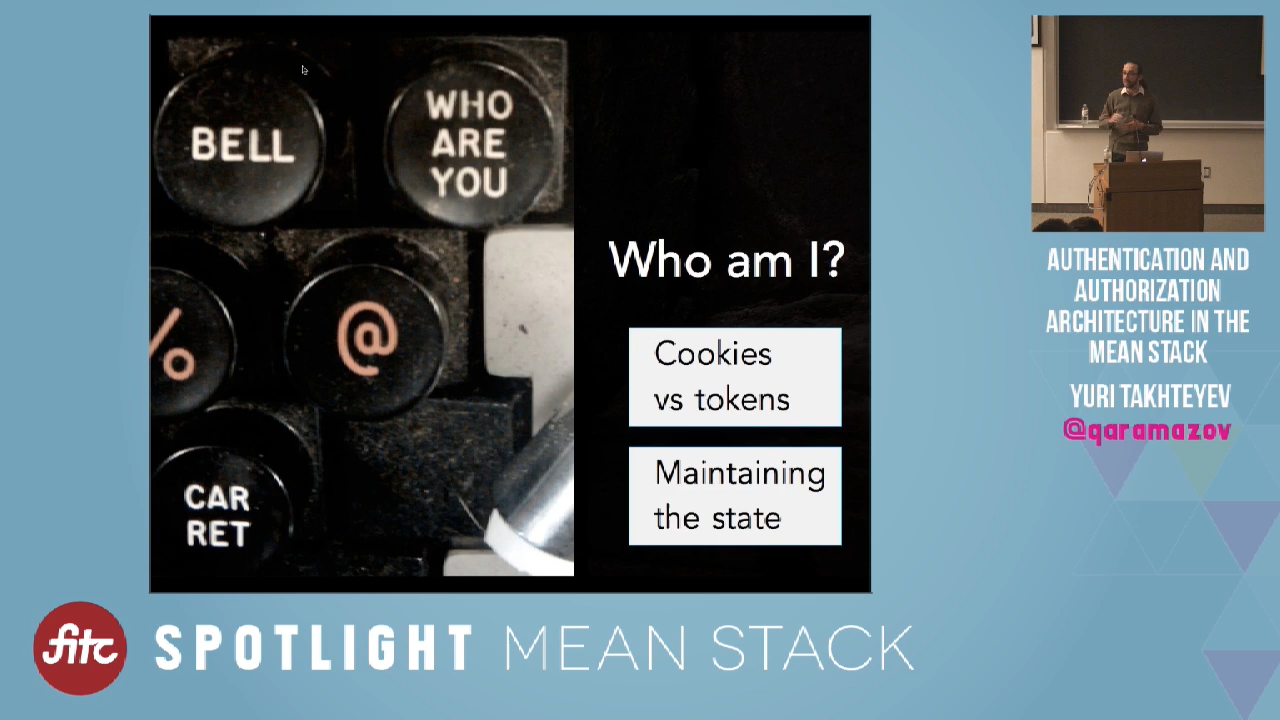 BELL
WHO
ARE
YOU
%
@
CAR
RET
Who am I?
Cookies
vs tokens
Maintaining
the state
AUTHENTICATION AND
AUTHORIZATION
ARCHITECTURE IN THE
MEAN STACK
YURI TAKHTEYEV
@qaramazov
fitc
SPOTLIGHT MEAN STACK